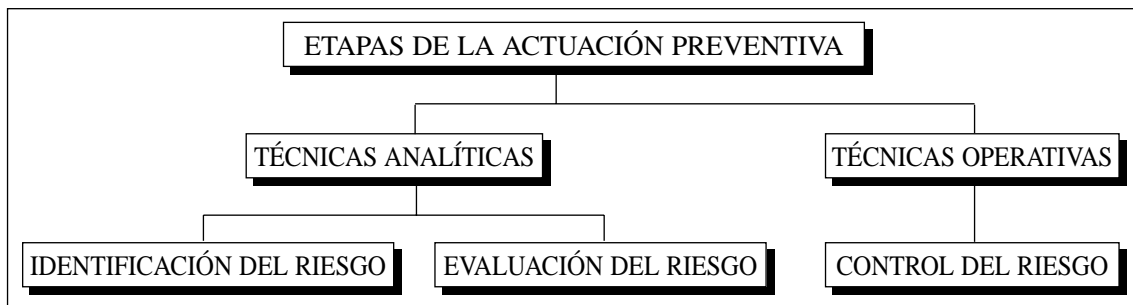 ETAPAS DE LA ACTUACIÓN PREVENTIVA
TÉCNICAS ANALÍTICAS
TÉCNICAS OPERATIVAS
IDENTIFICACIÓN DEL RIESGO
EVALUACIÓN DEL RIESGO
CONTROL DEL RIESGO